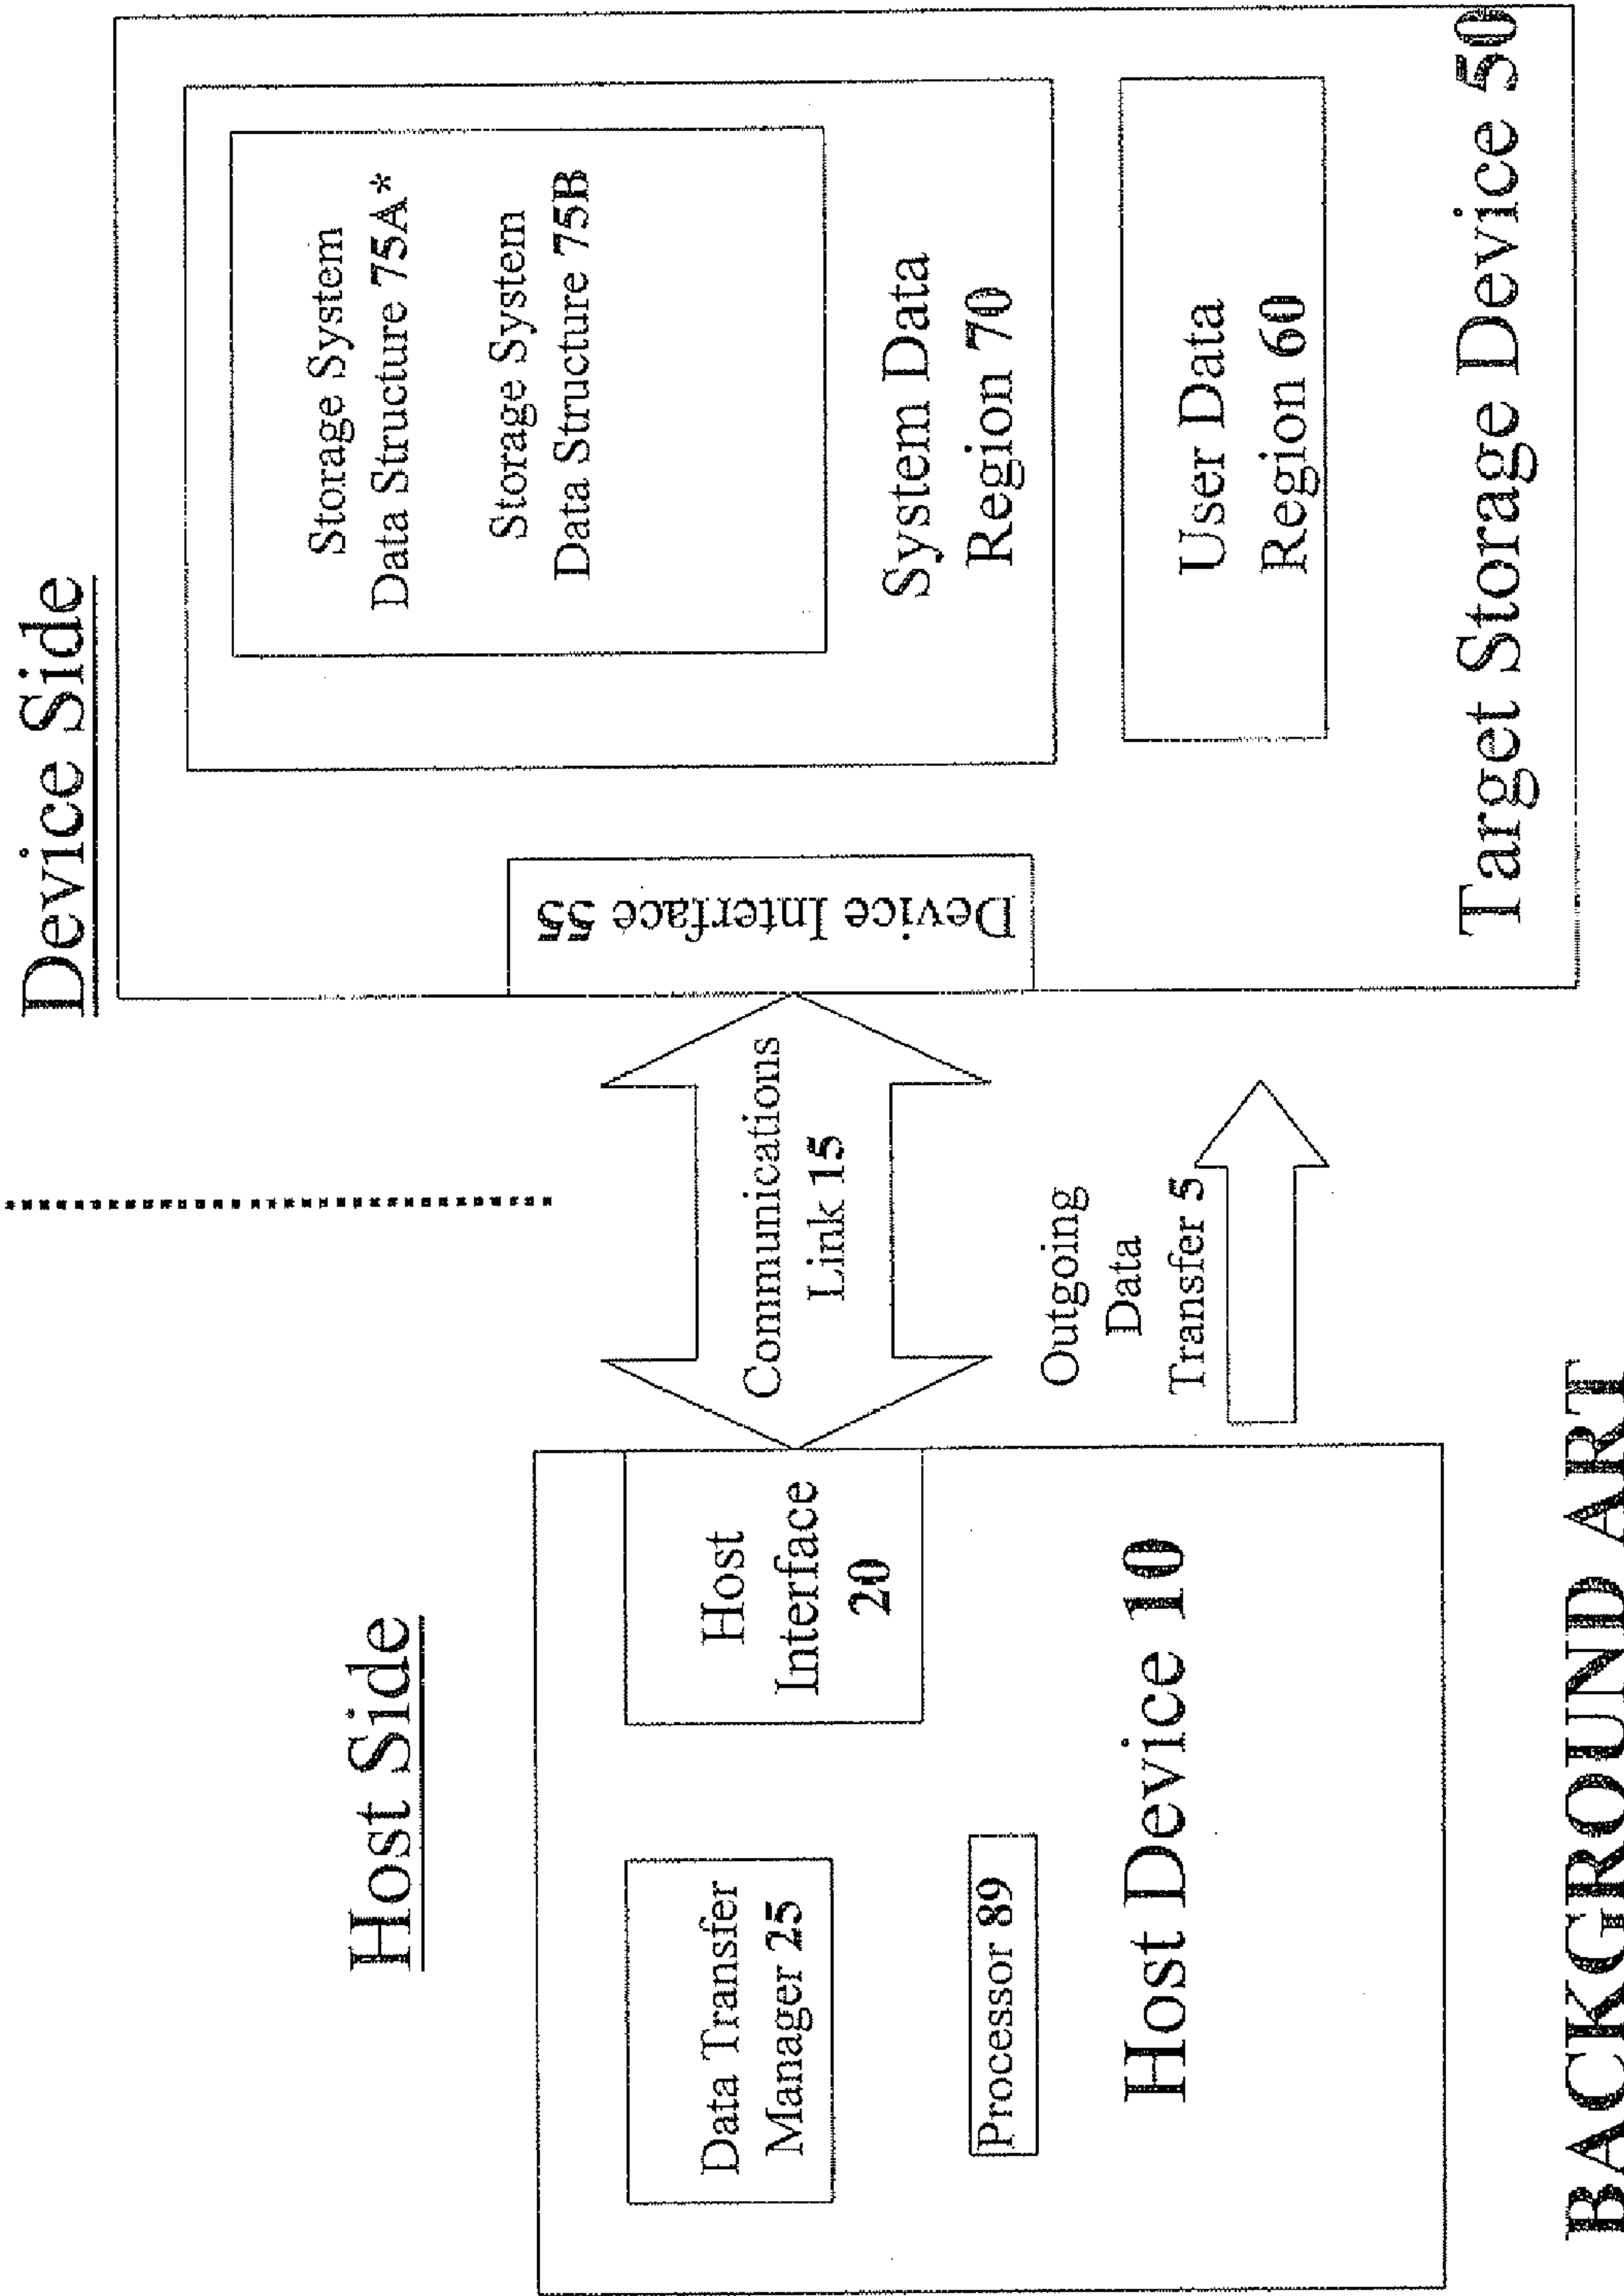 Host Side
Data Transfer
Manager 25
Host
Interface
20
Processor 89
Host Device 10
Communications
Link 15
Outgoing
Data
Transfer 5
Device Side
Device Interface 55
Storage System
Data Structure 75A*
Storage System
Data Structure 75B
System Data
Region 70
User Data
Region 60
Target Storage Device 50
BACKGROUND ART